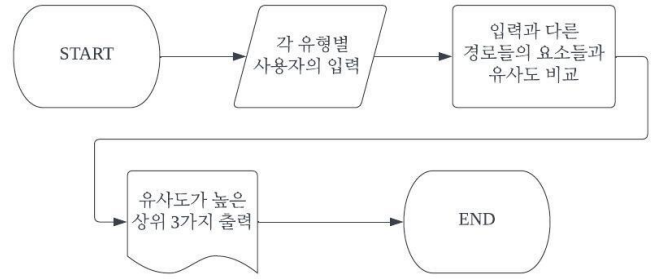 START
각 유형별
사용자의 입력
입력과 다른
경로들의 요소들과
유사도 비교
유사도가 높은
상위 3가지 출력
END